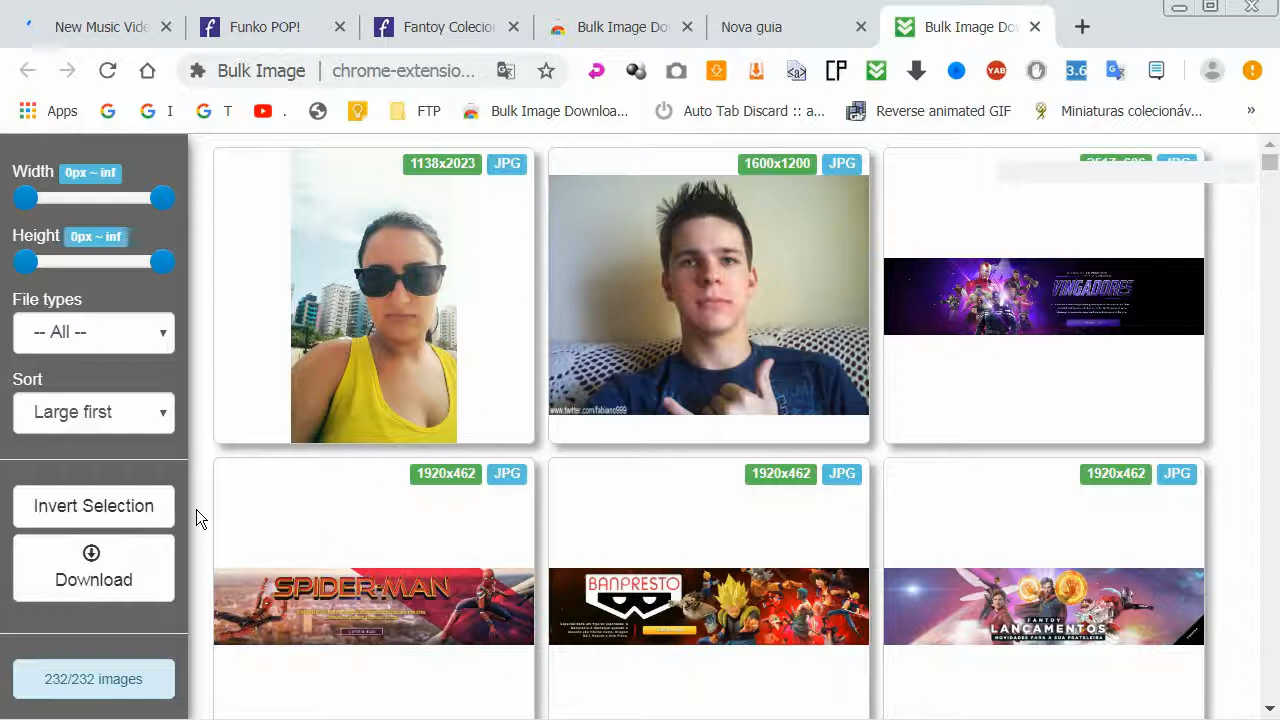 New Music Vide
Funko POP!
Fantoy Colecio
Bulk Image Do
Nova guia
Bulk Image Do
Bulk Image
chrome-extensio...
YAB
3.6
Apps
I
T
.
FTP
Bulk Image Downloa...
Auto Tab Discard :: a...
Reverse animated GIF
Miniaturas colecionáv...
»
Width 0px ~ inf
Height 0px ~ inf
File types
-- All --
Sort
Large first
Invert Selection
Download
232/232 images
1138x2023 JPG
1600x1200 JPG
www.twitter.com/fabiano999
VINGADORES
1920x462 JPG
SPIDER-MAN
1920x462 JPG
BANPRESTO
1920x462 JPG
FANTOY
LANÇAMENTOS
NOVIDADES PARA A SUA PRATELEIRA